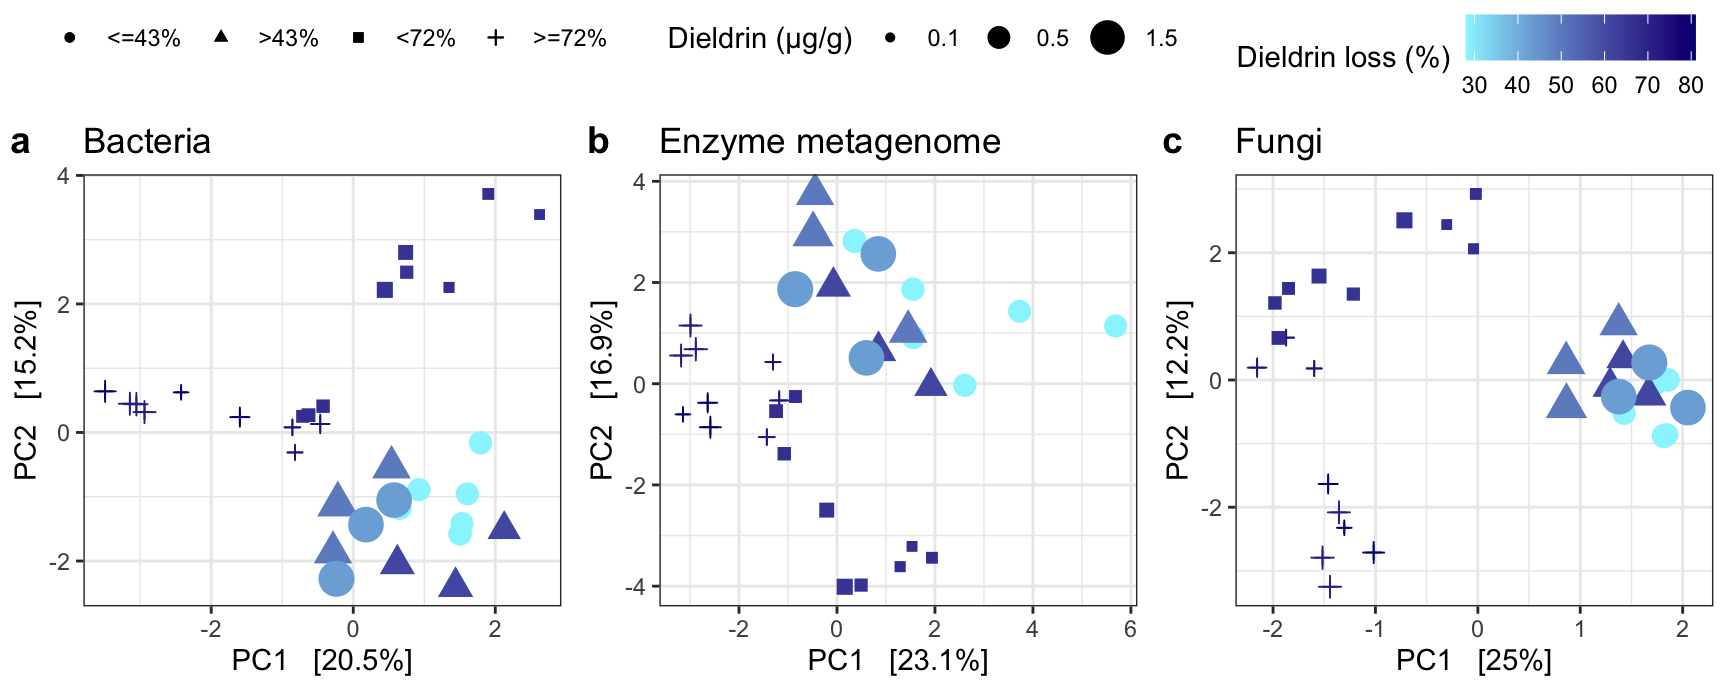 <=43% >43% <72% >=72% Dieldrin (µg/g) 0.1 0.5 1.5 Dieldrin loss (%)
30 40 50 60 70 80
a Bacteria b Enzyme metagenome c Fungi
4
2
0
-2
PC2 [15.2%]
-2 0 2
PC1 [20.5%]
4
2
0
-2
-4
PC2 [16.9%]
-2 0 2 4 6
PC1 [23.1%]
2
0
-2
PC2 [12.2%]
-2 -1 0 1 2
PC1 [25%]